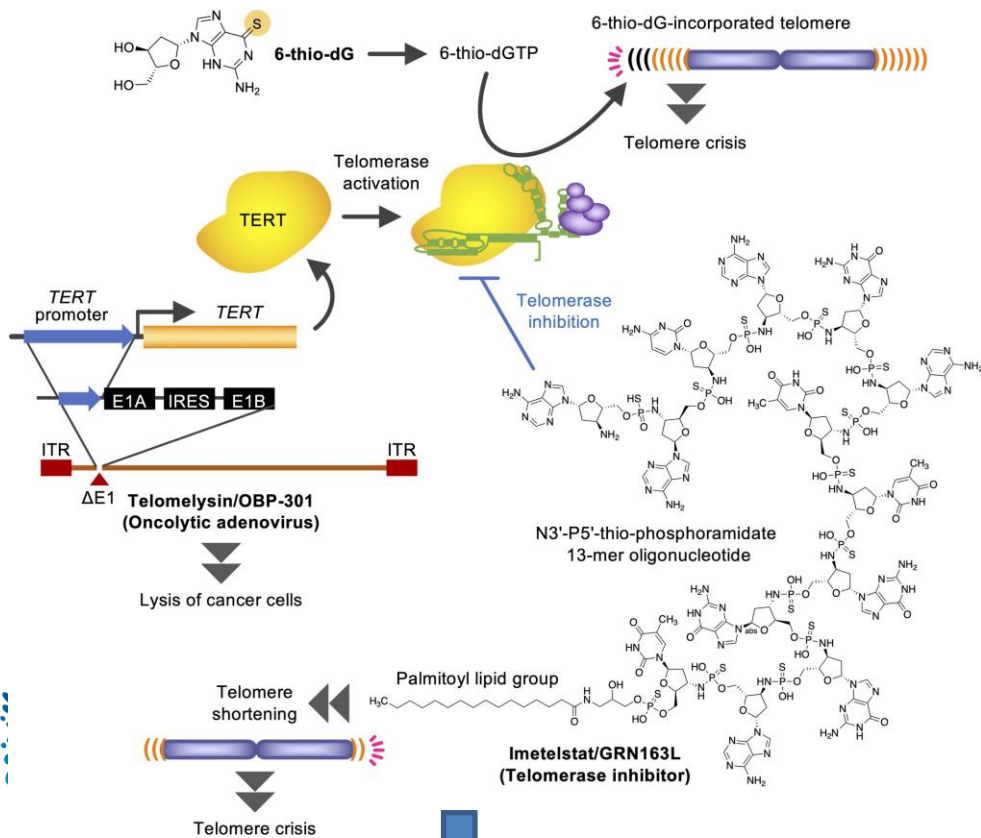 6-thio-dG
6-thio-dGTP
6-thio-dG-incorporated telomere
Telomere crisis
Telomerase
activation
TERT
Telomerase
inhibition
TERT
promoter
TERT
E1A IRES E1B
ITR ITR
ΔE1
Telomelysin/OBP-301
(Oncolytic adenovirus)
Lysis of cancer cells
N3'-P5'-thio-phosphoramidate
13-mer oligonucleotide
Palmitoyl lipid group
Telomere
shortening
Imetelstat/GRN163L
(Telomerase inhibitor)
Telomere crisis